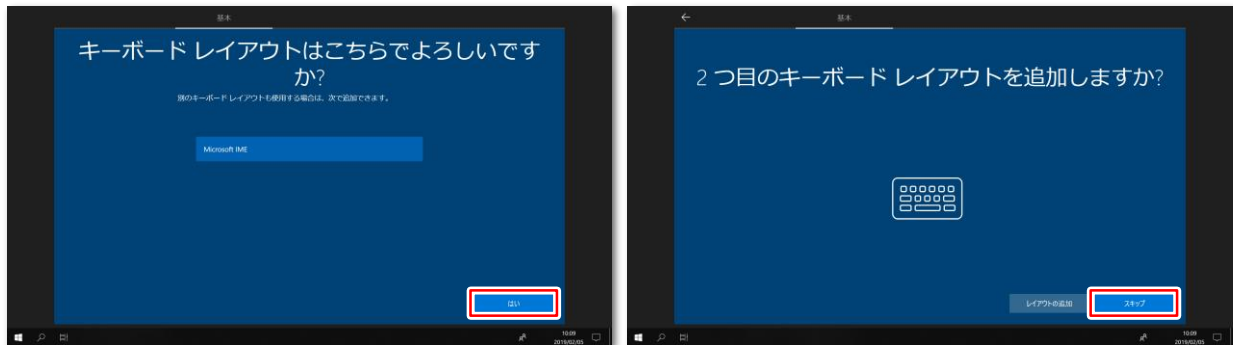 基本
キーボード レイアウトはこちらでよろしいです
か?
別のキーボード レイアウトも使用する場合は、次で追加できます。
Microsoft IME
はい
10:09
2019/02/05
基本
2 つ目のキーボード レイアウトを追加しますか?
レイアウトの追加
スキップ
10:09
2019/02/05